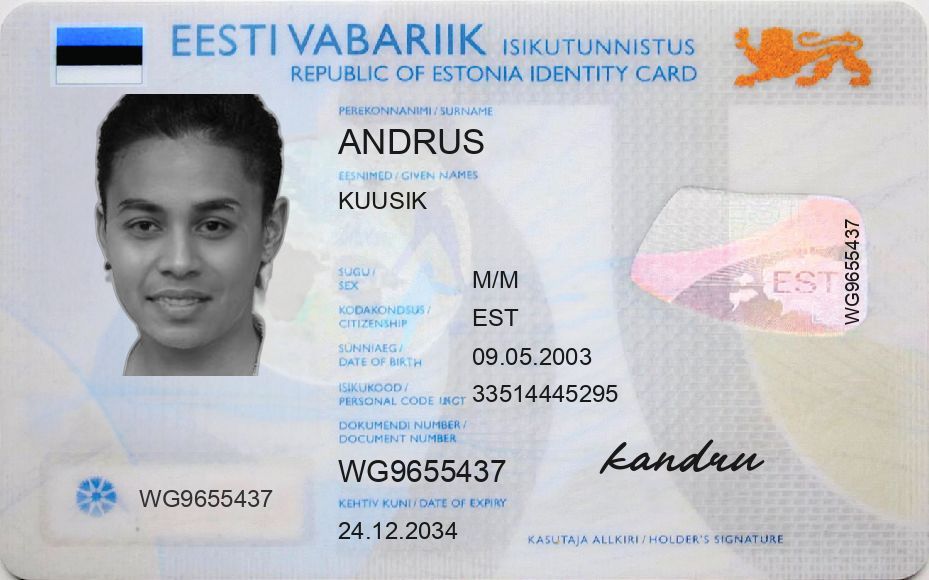 EESTI VABARIIK ISIKUTUNNISTUS
REPUBLIC OF ESTONIA IDENTITY CARD
PEREKONNANIMI / SURNAME
ANDRUS
EESNIMED / GIVEN NAMES
KUUSIK
SUGU / SEX
M/M
KODAKONDSUS / CITIZENSHIP
EST
SÜNNIAEG / DATE OF BIRTH
09.05.2003
ISIKUKOOD / PERSONAL CODE
33514445295
DOKUMENDI NUMBER / DOCUMENT NUMBER
WG9655437
KEHTIV KUNI / DATE OF EXPIRY
24.12.2034
WG9655437
EST
WG9655437
kandru
KASUTAJA ALLKIRI / HOLDER'S SIGNATURE